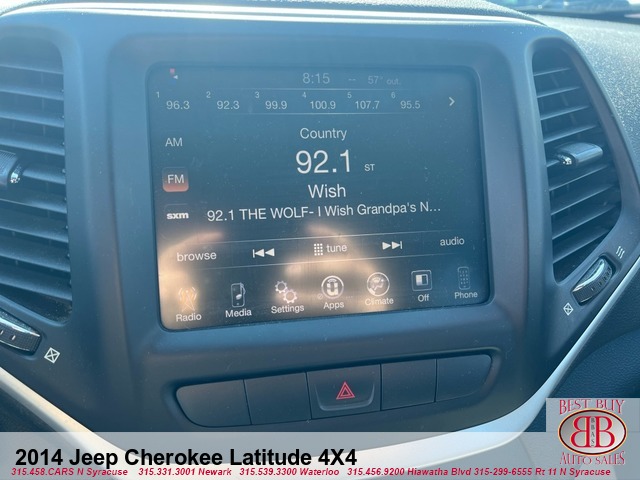 8:15 -- 57° out.
1 96.3 2 92.3 3 99.9 4 100.9 5 107.7 6 95.5
AM
Country
92.1 ST
FM
Wish
sxm
92.1 THE WOLF- I Wish Grandpa's N...
browse tune audio
Radio Media Settings Apps Climate Off Phone
BEST BUY
BB
AUTO SALES
2014 Jeep Cherokee Latitude 4X4
315.458.CARS N Syracuse 315.331.3001 Newark 315.539.3300 Waterloo 315.456.9200 Hiawatha Blvd 315-299-6555 Rt 11 N Syracuse